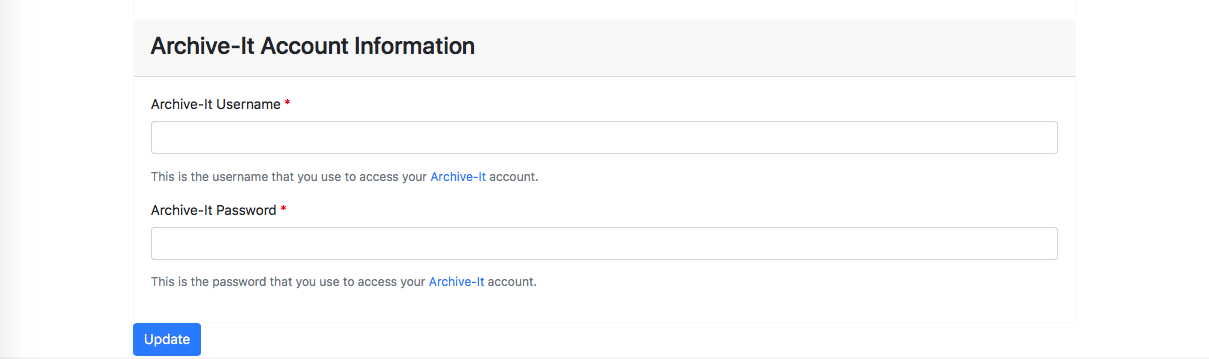 Archive-It Account Information
Archive-It Username *
This is the username that you use to access your Archive-It account.
Archive-It Password *
This is the password that you use to access your Archive-It account.
Update